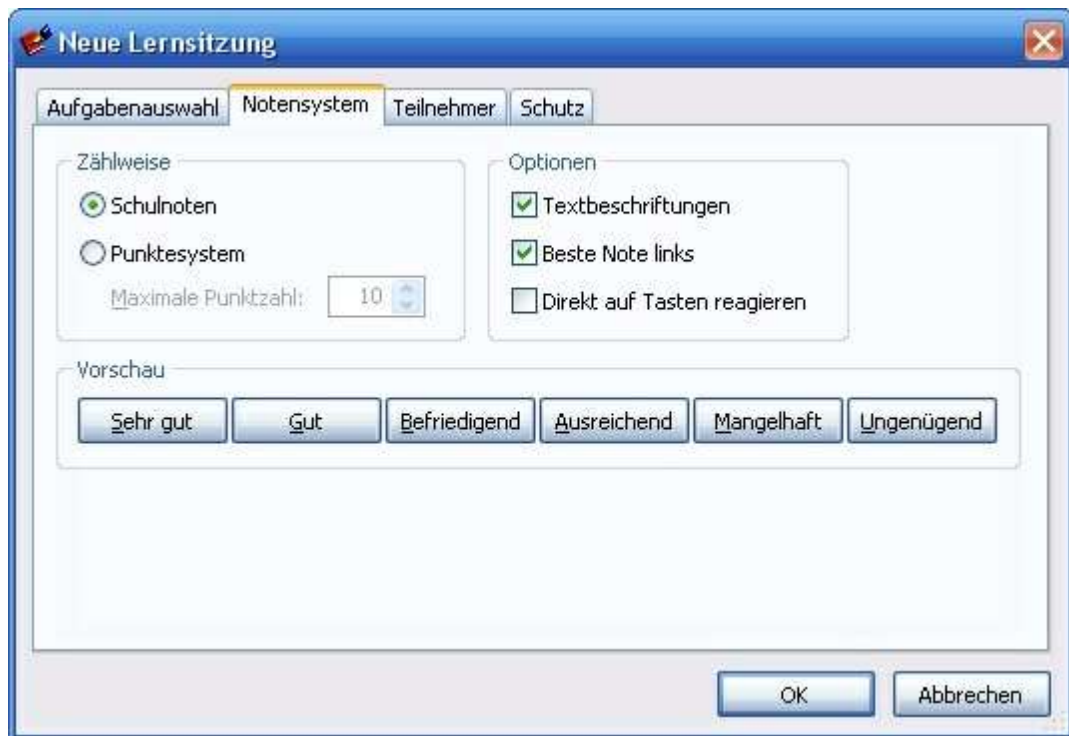 Neue Lernsitzung
Aufgabenauswahl Notensystem Teilnehmer Schutz
Zählweise
Schulnoten
Punktesystem
Maximale Punktzahl: 10
Optionen
Textbeschriftungen
Beste Note links
Direkt auf Tasten reagieren
Vorschau
Sehr gut Gut Befriedigend Ausreichend Mangelhaft Ungenügend
OK Abbrechen